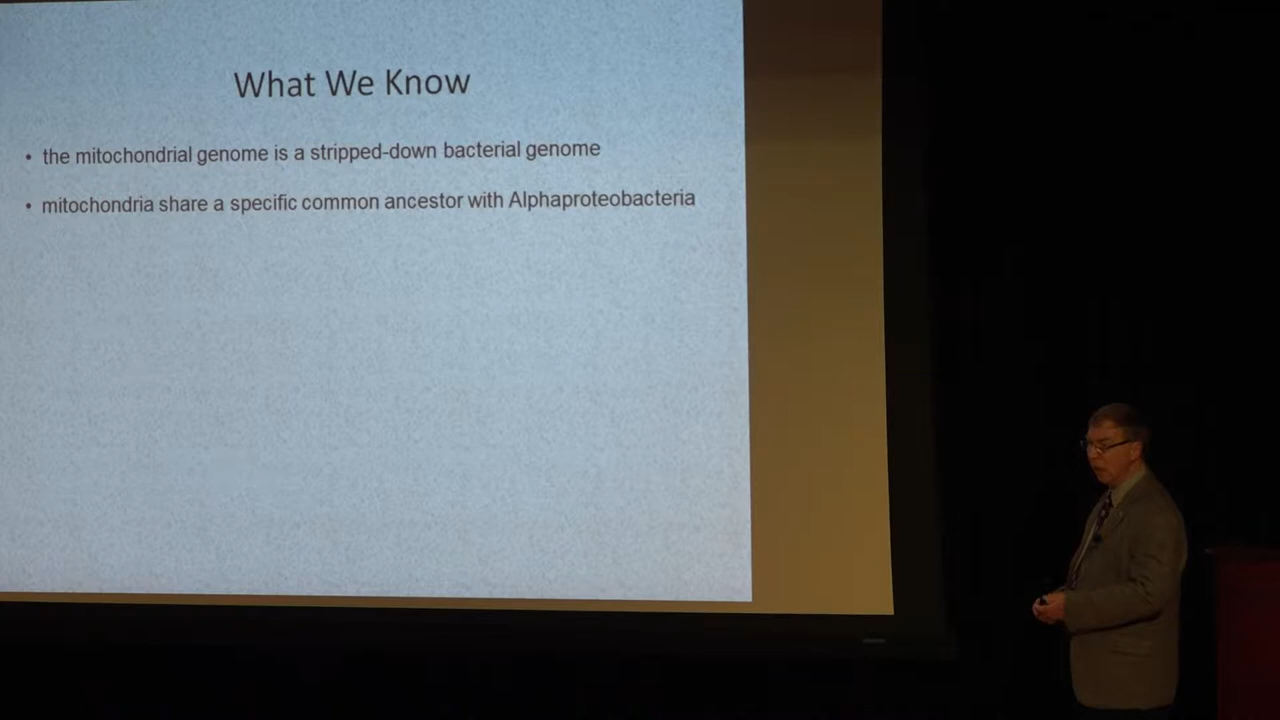 What We Know
• the mitochondrial genome is a stripped-down bacterial genome
• mitochondria share a specific common ancestor with Alphaproteobacteria